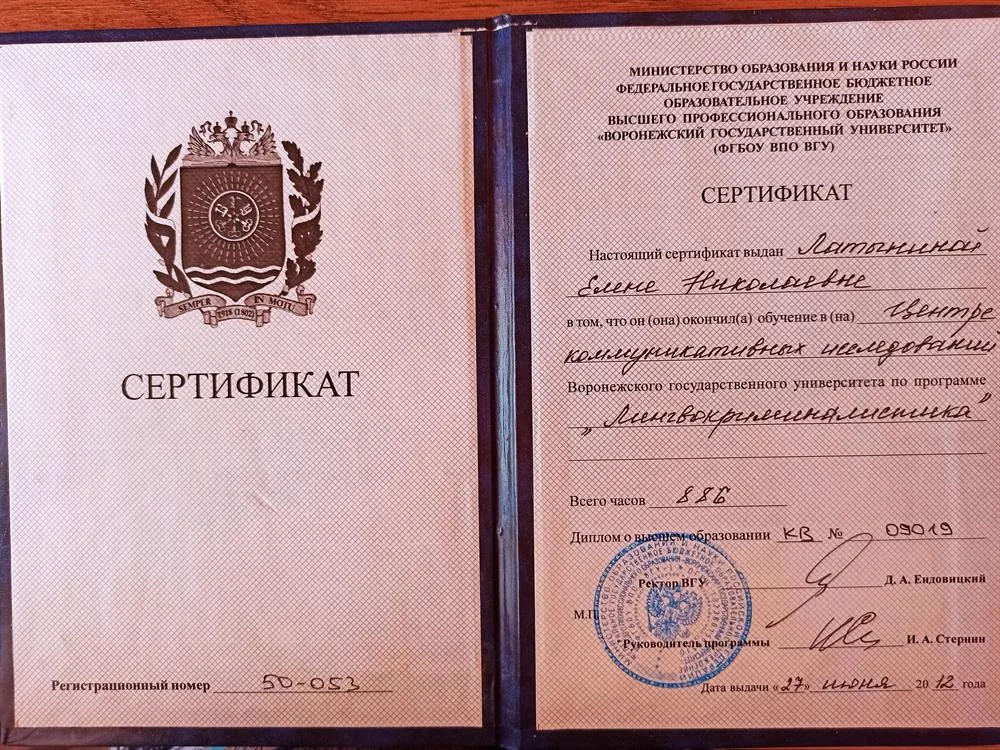 SEMPER IN MOTU
1918 (1802)
СЕРТИФИКАТ
Регистрационный номер 50-053
МИНИСТЕРСТВО ОБРАЗОВАНИЯ И НАУКИ РОССИИ
ФЕДЕРАЛЬНОЕ ГОСУДАРСТВЕННОЕ БЮДЖЕТНОЕ
ОБРАЗОВАТЕЛЬНОЕ УЧРЕЖДЕНИЕ
ВЫСШЕГО ПРОФЕССИОНАЛЬНОГО ОБРАЗОВАНИЯ
«ВОРОНЕЖСКИЙ ГОСУДАРСТВЕННЫЙ УНИВЕРСИТЕТ»
(ФГБОУ ВПО ВГУ)
СЕРТИФИКАТ
Настоящий сертификат выдан Латыниной
Елене Николаевне
в том, что он (она) окончил(а) обучение в (на) Центре
коммуникативных исследований
Воронежского государственного университета по программе
„Лингвокриминалистика"
Всего часов 886
Диплом о высшем образовании КВ № 09019
Ректор ВГУ Д. А. Ендовицкий
М.П.
Руководитель программы И. А. Стернин
Дата выдачи «27» июня 2012 года